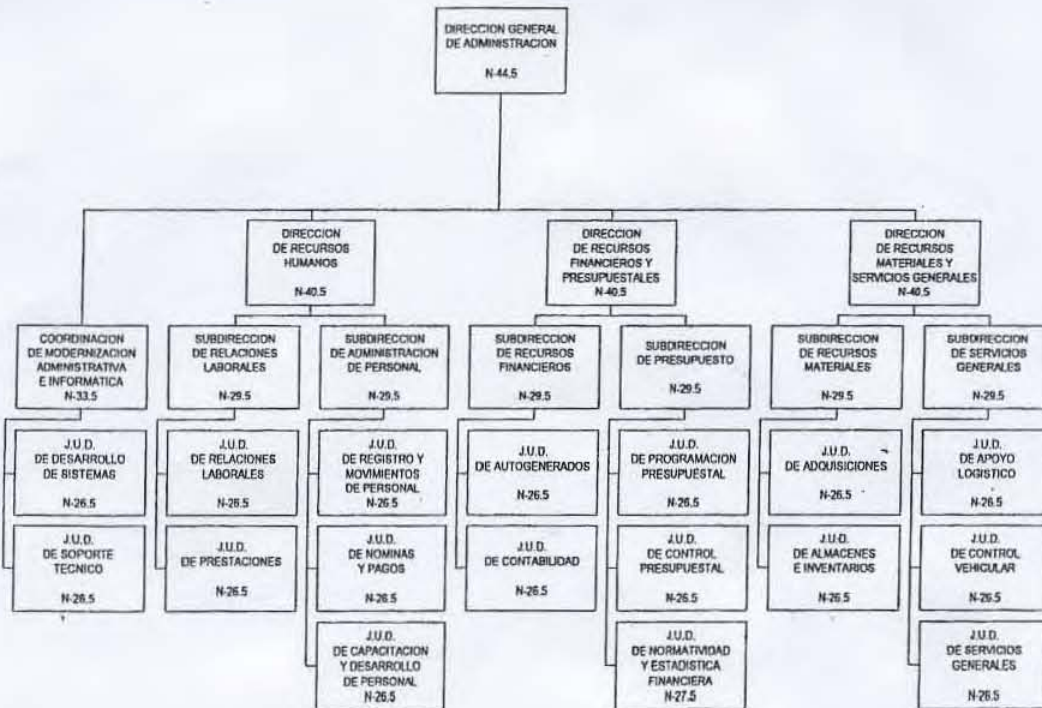 DIRECCION GENERAL
DE ADMINISTRACION
N-44.5
DIRECCION
DE RECURSOS
HUMANOS
N-40.5
DIRECCION
DE RECURSOS
FINANCIEROS Y
PRESUPUESTALES
N-40.5
DIRECCION
DE RECURSOS
MATERIALES Y
SERVICIOS GENERALES
N-40.5
COORDINACION
DE MODERNIZACION
ADMINISTRATIVA
E INFORMATICA
N-33.5
SUBDIRECCION
DE RELACIONES
LABORALES
N-29.5
SUBDIRECCION
DE ADMINISTRACION
DE PERSONAL
N-29.5
SUBDIRECCION
DE RECURSOS
FINANCIEROS
N-29.5
SUBDIRECCION
DE PRESUPUESTO
N-29.5
SUBDIRECCION
DE RECURSOS
MATERIALES
N-29.5
SUBDIRECCION
DE SERVICIOS
GENERALES
N-29.5
J.U.D.
DE DESARROLLO
DE SISTEMAS
N-26.5
J.U.D.
DE RELACIONES
LABORALES
N-26.5
J.U.D.
DE REGISTRO Y
MOVIMIENTOS
DE PERSONAL
N-26.5
J.U.D.
DE AUTOGENERADOS
N-26.5
J.U.D.
DE PROGRAMACION
PRESUPUESTAL
N-26.5
J.U.D.
DE ADQUISICIONES
N-26.5
J.U.D.
DE APOYO
LOGISTICO
N-26.5
J.U.D.
DE SOPORTE
TECNICO
N-26.5
J.U.D.
DE PRESTACIONES
N-26.5
J.U.D.
DE NOMINAS
Y PAGOS
N-26.5
J.U.D.
DE CONTABILIDAD
N-26.5
J.U.D.
DE CONTROL
PRESUPUESTAL
N-26.5
J.U.D.
DE ALMACENES
E INVENTARIOS
N-26.5
J.U.D.
DE CONTROL
VEHICULAR
N-26.5
J.U.D.
DE CAPACITACION
Y DESARROLLO
DE PERSONAL
N-26.5
J.U.D.
DE NORMATIVIDAD
Y ESTADISTICA
FINANCIERA
N-27.5
J.U.D.
DE SERVICIOS
GENERALES
N-26.5